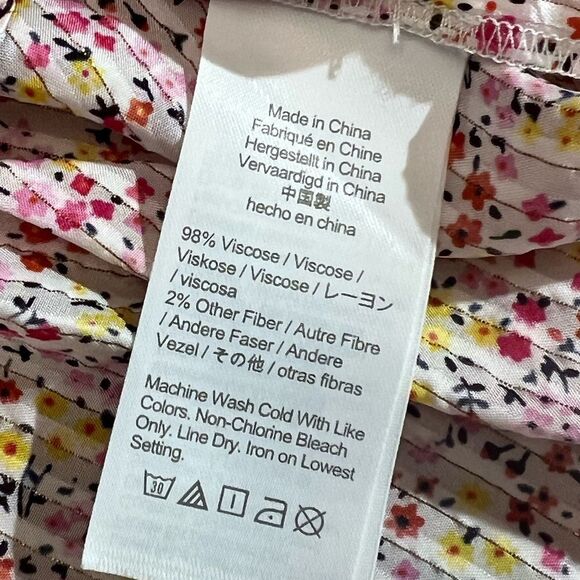 Made in China
Fabriqué en Chine
Hergestellt in China
Vervaardigd in China
中国製
hecho en china
98% Viscose / Viscose /
Viskose / Viscose / レーヨン
/ viscosa
2% Other Fiber / Autre Fibre
/ Andere Faser / Andere
Vezel / その他 / otras fibras
Machine Wash Cold With Like
Colors. Non-Chlorine Bleach
Only. Line Dry. Iron on Lowest
Setting.
30